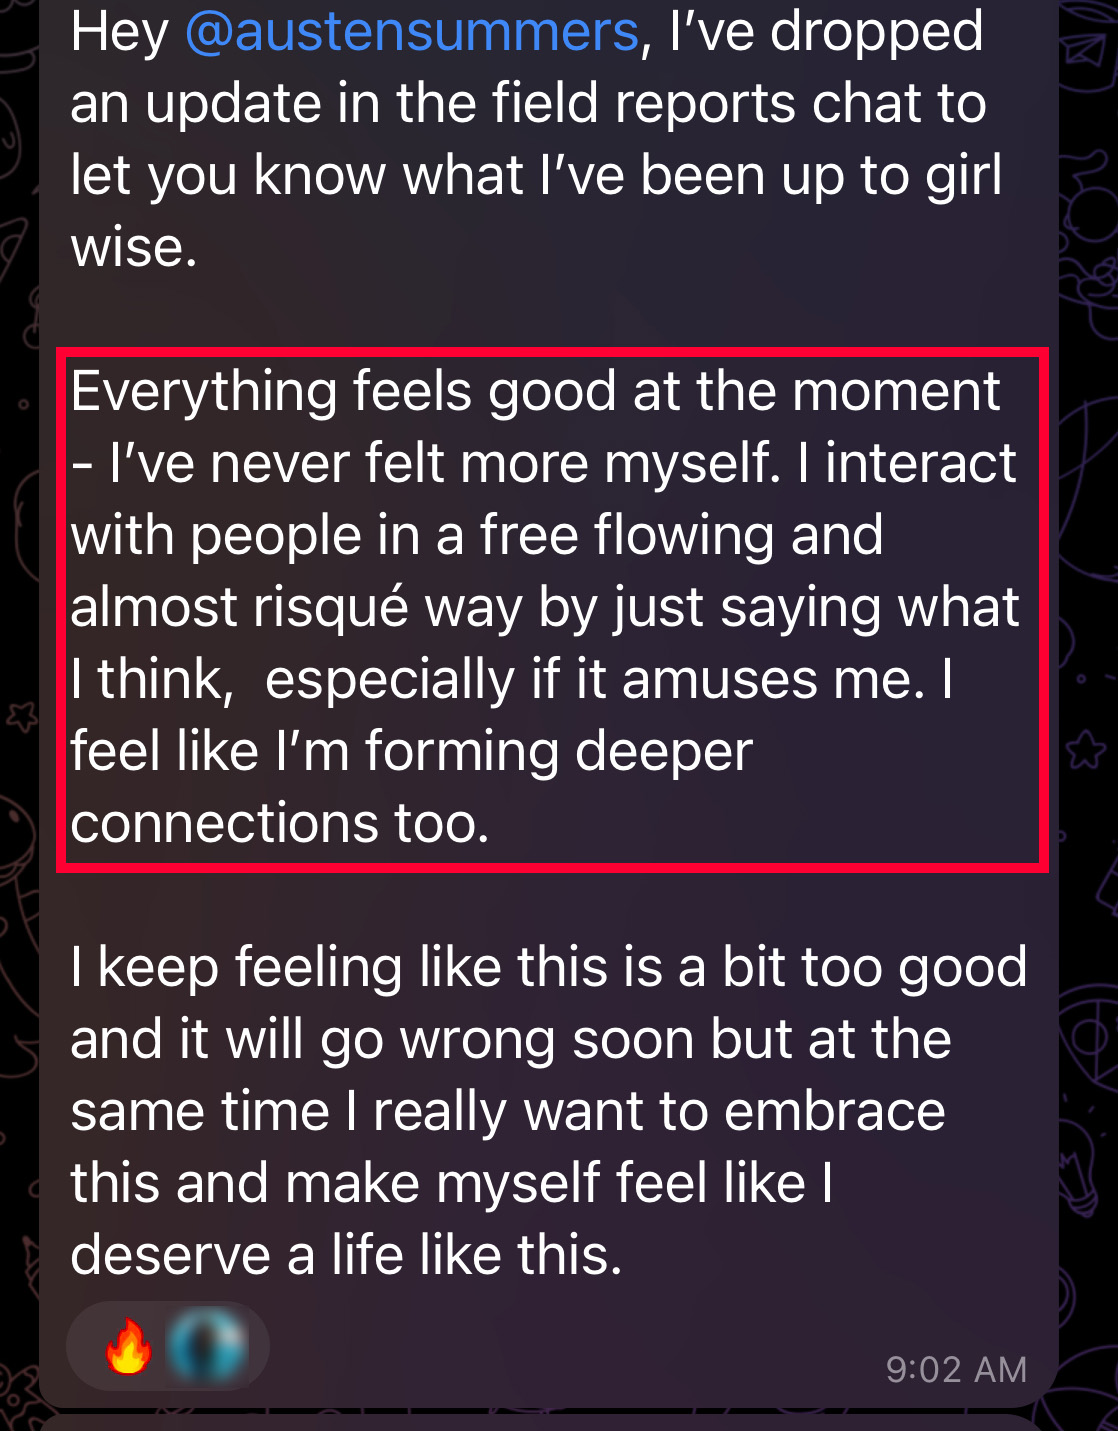 Hey @austensummers, I’ve dropped
an update in the field reports chat to
let you know what I’ve been up to girl
wise.
Everything feels good at the moment
- I’ve never felt more myself. I interact
with people in a free flowing and
almost risqué way by just saying what
I think,  especially if it amuses me. I
feel like I’m forming deeper
connections too.
I keep feeling like this is a bit too good
and it will go wrong soon but at the
same time I really want to embrace
this and make myself feel like I
deserve a life like this.
9:02 AM